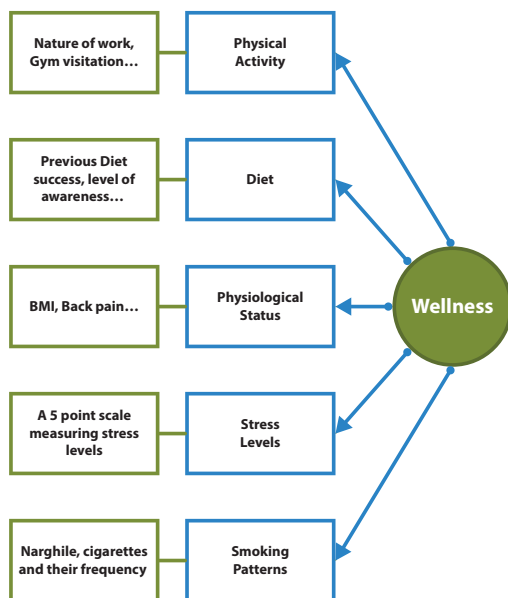 Nature of work,
Gym visitation…
Physical
Activity
Previous Diet
success, level of
awareness…
Diet
Wellness
BMI, Back pain…
Physiological
Status
A 5 point scale
measuring stress
levels
Stress
Levels
Narghile, cigarettes
and their frequency
Smoking
Patterns